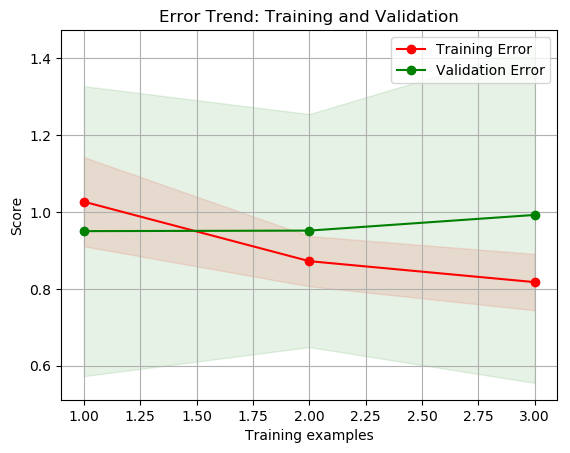 Error Trend: Training and Validation
Training Error
Validation Error
Score
1.4
1.2
1.0
0.8
0.6
1.00 1.25 1.50 1.75 2.00 2.25 2.50 2.75 3.00
Training examples